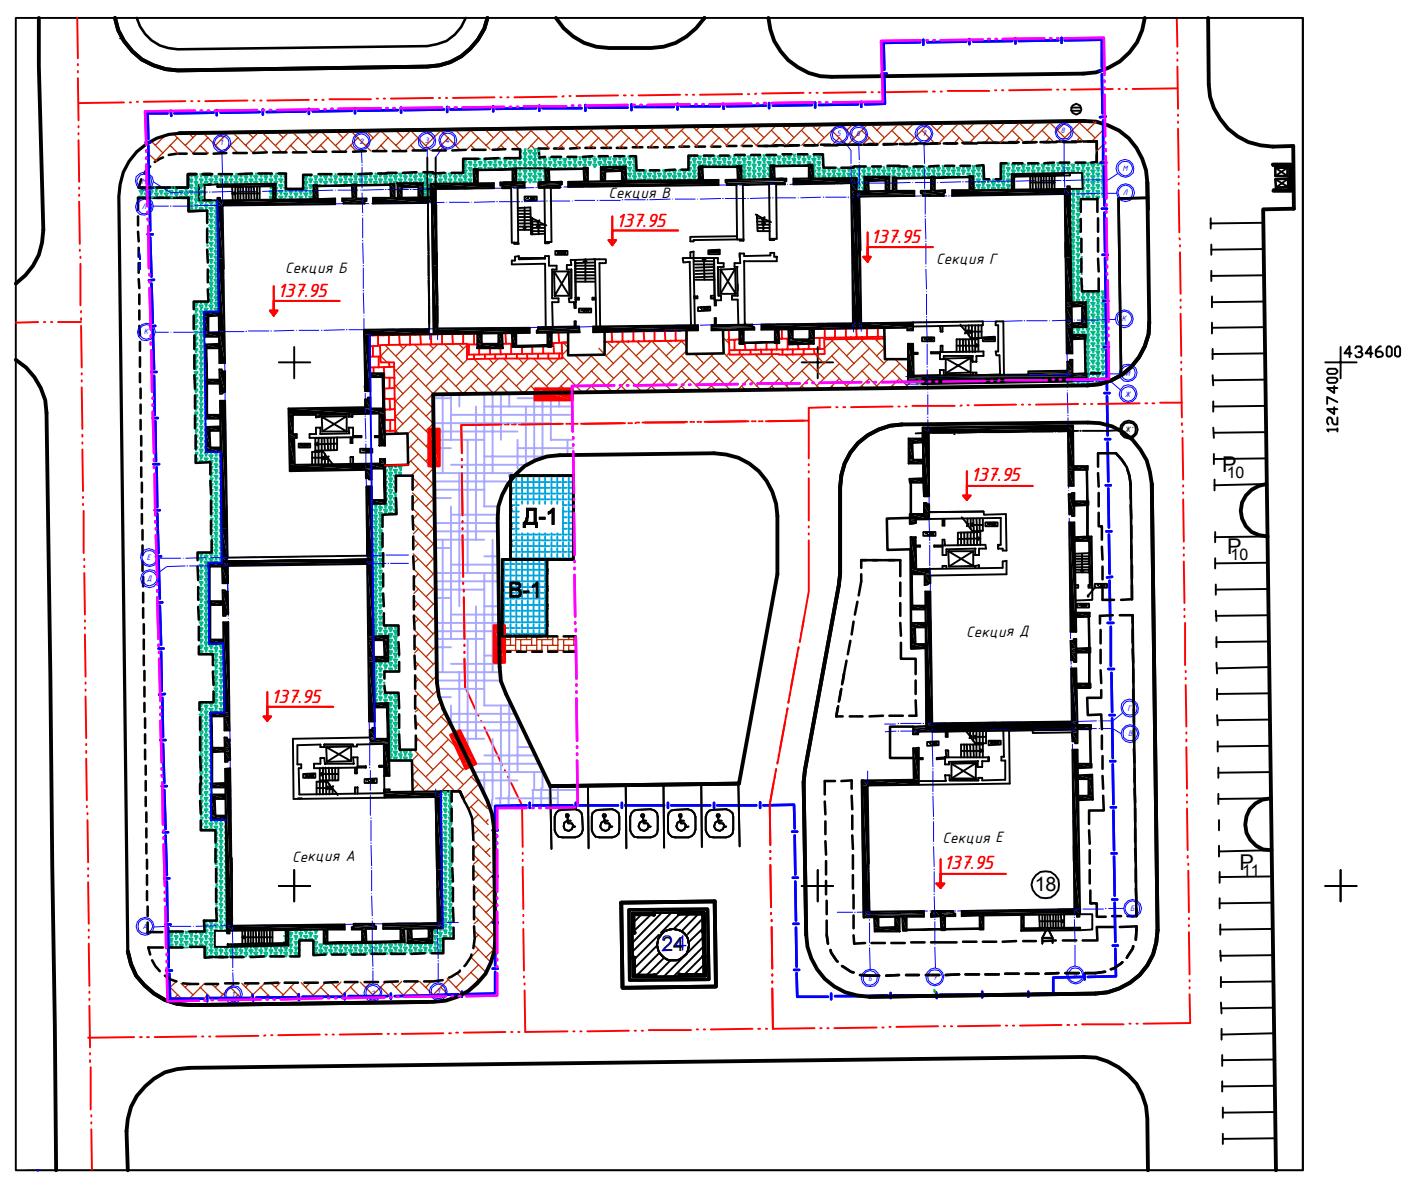 Секция В
137.95
137.95
Секция Б
137.95
Секция Г
434600
1247400
Р10
137.95
Д-1
Р10
В-1
Секция Д
137.95
Секция А
Секция Е
137.95
18
Р11
24
М
Л
К
Ж
Г
В
Б
Л
К
Е
Д
А